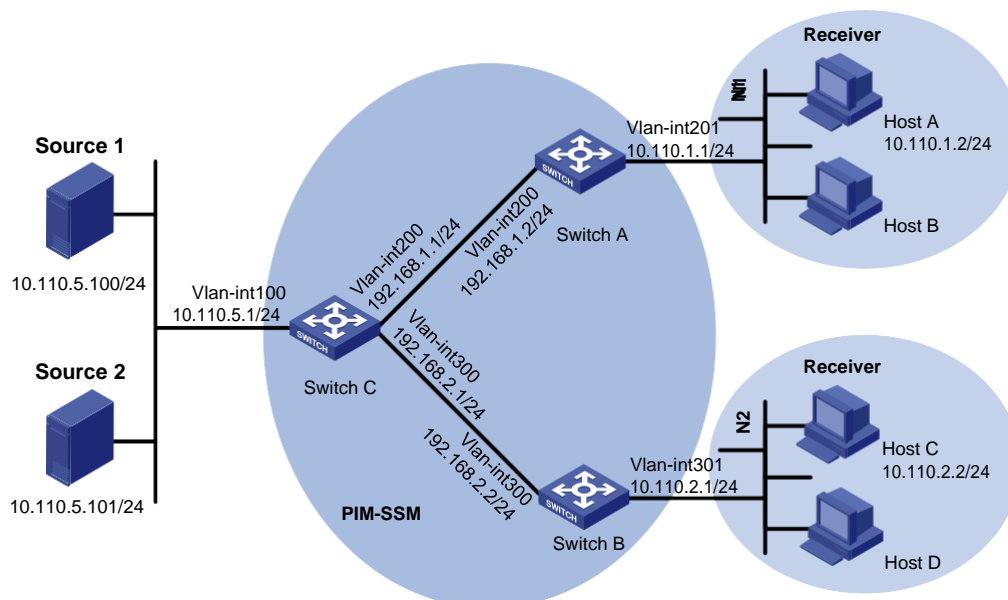 Receiver
N1
Host A
10.110.1.2/24
Host B
Vlan-int201
10.110.1.1/24
SWITCH
Switch A
Source 1
10.110.5.100/24
Vlan-int200
192.168.1.1/24
Vlan-int200
192.168.1.2/24
Vlan-int100
10.110.5.1/24
SWITCH
Switch C
Vlan-int300
192.168.2.1/24
Vlan-int300
192.168.2.2/24
Source 2
10.110.5.101/24
PIM-SSM
SWITCH
Switch B
Vlan-int301
10.110.2.1/24
Receiver
N2
Host C
10.110.2.2/24
Host D